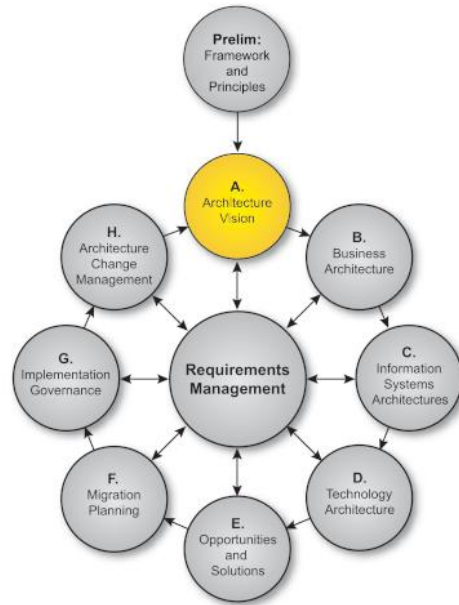 Prelim:
Framework
and
Principles
A.
Architecture
Vision
B.
Business
Architecture
C.
Information
Systems
Architectures
D.
Technology
Architecture
E.
Opportunities
and
Solutions
F.
Migration
Planning
G.
Implementation
Governance
H.
Architecture
Change
Management
Requirements
Management